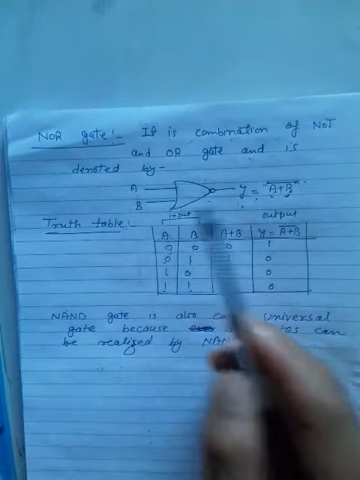 NOR gate:- It is combination of NOT
and OR gate and is
denoted by-
A
B
y = A+B
input
output
Truth table:-
A B A+B y = A+B
0 0 0 1
0 1 1 0
1 0 0
1 1 0
NAND gate is also universal
gate because can
be realized by NAN